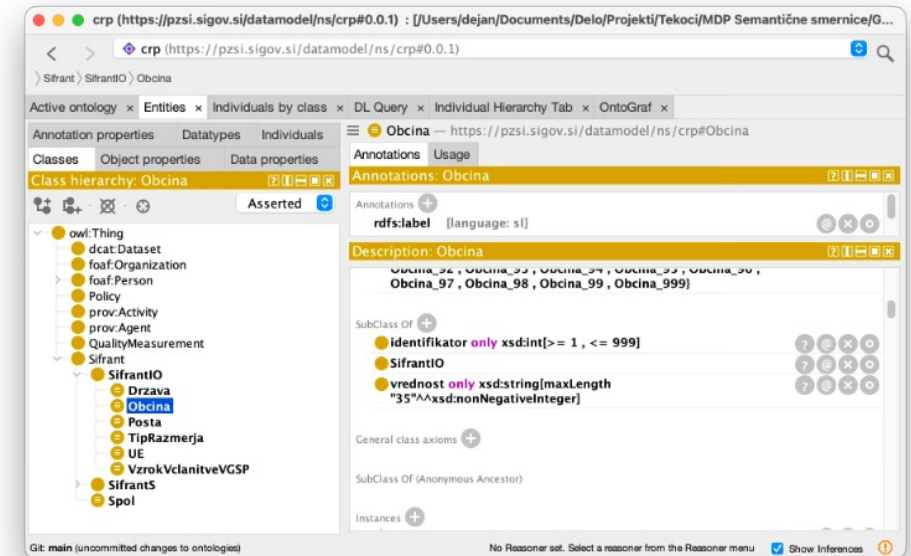 crp (https://pzsi.sigov.si/datamodel/ns/crp#0.0.1) : [/Users/dejan/Documents/Delo/Projekti/Tekoci/MDP Semantične smernice/G...
crp (https://pzsi.sigov.si/datamodel/ns/crp#0.0.1)
Sifrant 〉 SifrantIO 〉 Obcina
Active ontology × Entities × Individuals by class × DL Query × Individual Hierarchy Tab × OntoGraf ×
Annotation properties Datatypes Individuals
Classes Object properties Data properties
Class hierarchy: Obcina
Asserted
owl:Thing
dcat:Dataset
foaf:Organization
foaf:Person
Policy
prov:Activity
prov:Agent
QualityMeasurement
Sifrant
SifrantIO
Drzava
Obcina
Posta
TipRazmerja
UE
VzrokVclanitveVGSP
SifrantS
Spol
Obcina — https://pzsi.sigov.si/datamodel/ns/crp#Obcina
Annotations Usage
Annotations: Obcina
Annotations
rdfs:label [language: sl]
Description: Obcina
Obcina_92 , Obcina_93 , Obcina_94 , Obcina_95 , Obcina_96 ,
Obcina_97 , Obcina_98 , Obcina_99 , Obcina_999}
SubClass Of
identifikator only xsd:int[>= 1 , <= 999]
SifrantIO
vrednost only xsd:string[maxLength
"35"^^xsd:nonNegativeInteger]
General class axioms
SubClass Of (Anonymous Ancestor)
Instances
Git: main (uncommitted changes to ontologies)
No Reasoner set. Select a reasoner from the Reasoner menu
Show Inferences